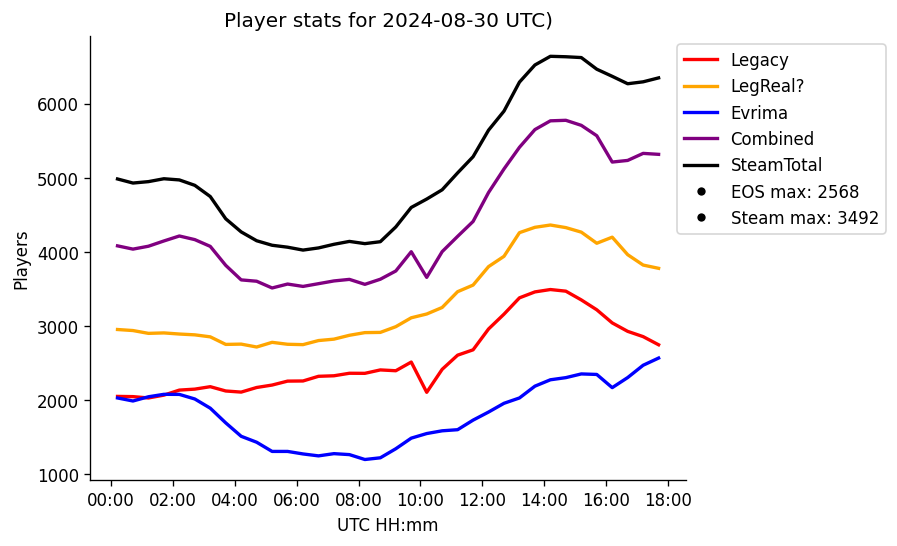 Player stats for 2024-08-30 UTC)
Legacy
LegReal?
Evrima
Combined
SteamTotal
EOS max: 2568
Steam max: 3492
Players
6000
5000
4000
3000
2000
1000
00:00 02:00 04:00 06:00 08:00 10:00 12:00 14:00 16:00 18:00
UTC HH:mm